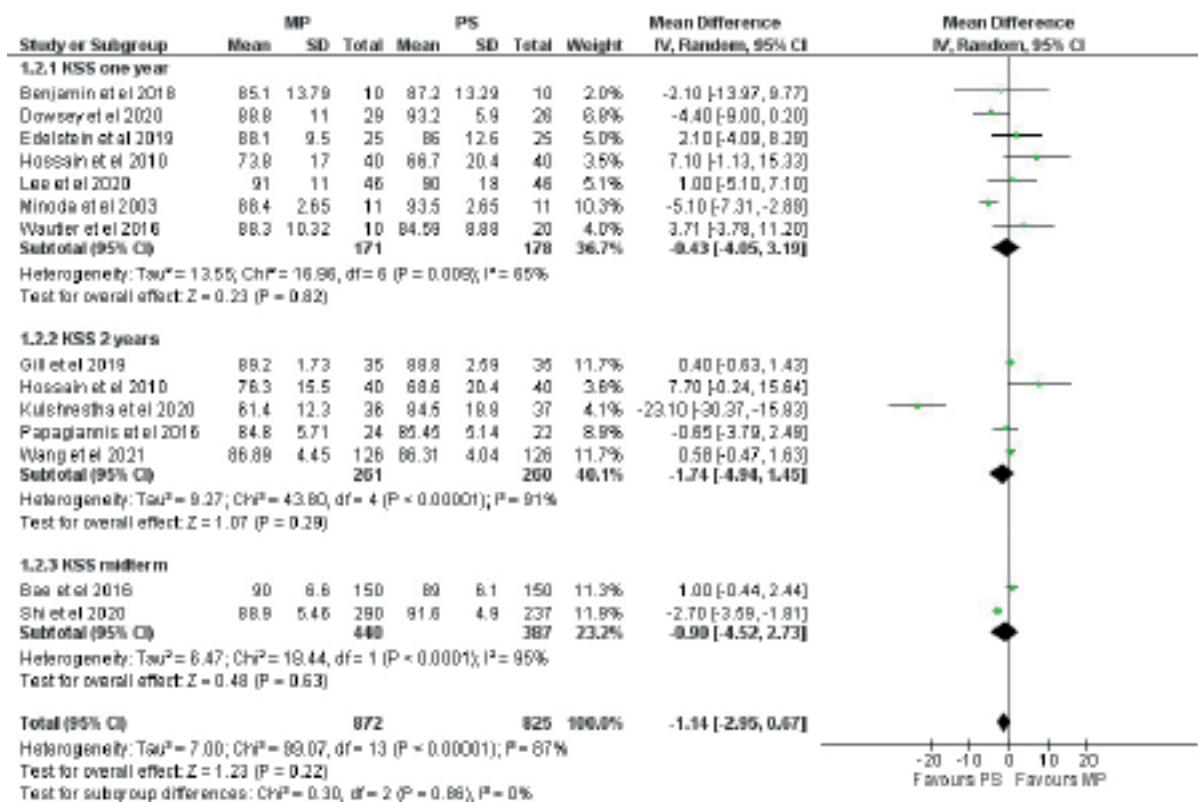 MP PS Mean Difference Mean Difference
Study or Subgroup Mean SD Total Mean SD Total Weight IV, Random, 95% CI IV, Random, 95% CI
1.2.1 KSS one year
Benjamin et el 2018 85.1 13.79 10 87.2 13.29 10 2.0% -2.10 [-13.97, 9.77]
Dowsey et el 2020 88.8 11 29 93.2 5.9 26 6.8% -4.40 [-9.00, 0.20]
Edelstein et el 2019 88.1 9.5 25 86 12.6 25 5.0% 2.10 [-4.09, 8.29]
Hossain et el 2010 73.8 17 40 66.7 20.4 40 3.5% 7.10 [-1.13, 15.33]
Lee et el 2020 91 11 46 90 18 46 5.1% 1.00 [-5.10, 7.10]
Minoda et el 2003 88.4 2.65 11 93.5 2.65 11 10.3% -5.10 [-7.31, -2.89]
Wautier et el 2016 88.3 10.32 10 84.59 8.88 20 4.0% 3.71 [-3.78, 11.20]
Subtotal (95% CI) 171 178 36.7% -0.43 [-4.05, 3.19]
Heterogeneity: Tau² = 13.55; Chi² = 16.96, df = 6 (P = 0.009); I² = 65%
Test for overall effect: Z = 0.23 (P = 0.82)
1.2.2 KSS 2 years
Gill et el 2019 89.2 1.73 35 88.8 2.59 35 11.7% 0.40 [-0.63, 1.43]
Hossain et el 2010 76.3 15.5 40 68.6 20.4 40 3.6% 7.70 [-0.24, 15.64]
Kulshrestha et el 2020 61.4 12.3 36 84.5 18.8 37 4.1% -23.10 [-30.37, -15.83]
Papagiannis et el 2016 84.8 5.71 24 85.45 5.14 22 8.9% -0.65 [-3.79, 2.49]
Wang et el 2021 86.89 4.45 126 86.31 4.04 126 11.7% 0.58 [-0.47, 1.63]
Subtotal (95% CI) 261 260 40.1% -1.74 [-4.94, 1.45]
Heterogeneity: Tau² = 9.27; Chi² = 43.80, df = 4 (P < 0.00001); I² = 91%
Test for overall effect: Z = 1.07 (P = 0.29)
1.2.3 KSS midterm
Bae et el 2016 90 6.6 150 89 6.1 150 11.3% 1.00 [-0.44, 2.44]
Shi et el 2020 88.9 5.46 290 91.6 4.9 237 11.9% -2.70 [-3.59, -1.81]
Subtotal (95% CI) 440 387 23.2% -0.90 [-4.52, 2.73]
Heterogeneity: Tau² = 6.47; Chi² = 18.44, df = 1 (P < 0.0001); I² = 95%
Test for overall effect: Z = 0.48 (P = 0.63)
Total (95% CI) 872 825 100.0% -1.14 [-2.95, 0.67]
Heterogeneity: Tau² = 7.00; Chi² = 99.07, df = 13 (P < 0.00001); I² = 87%
Test for overall effect: Z = 1.23 (P = 0.22)
Test for subgroup differences: Chi² = 0.30, df = 2 (P = 0.86), I² = 0%
-20 -10 0 10 20
Favours PS Favours MP